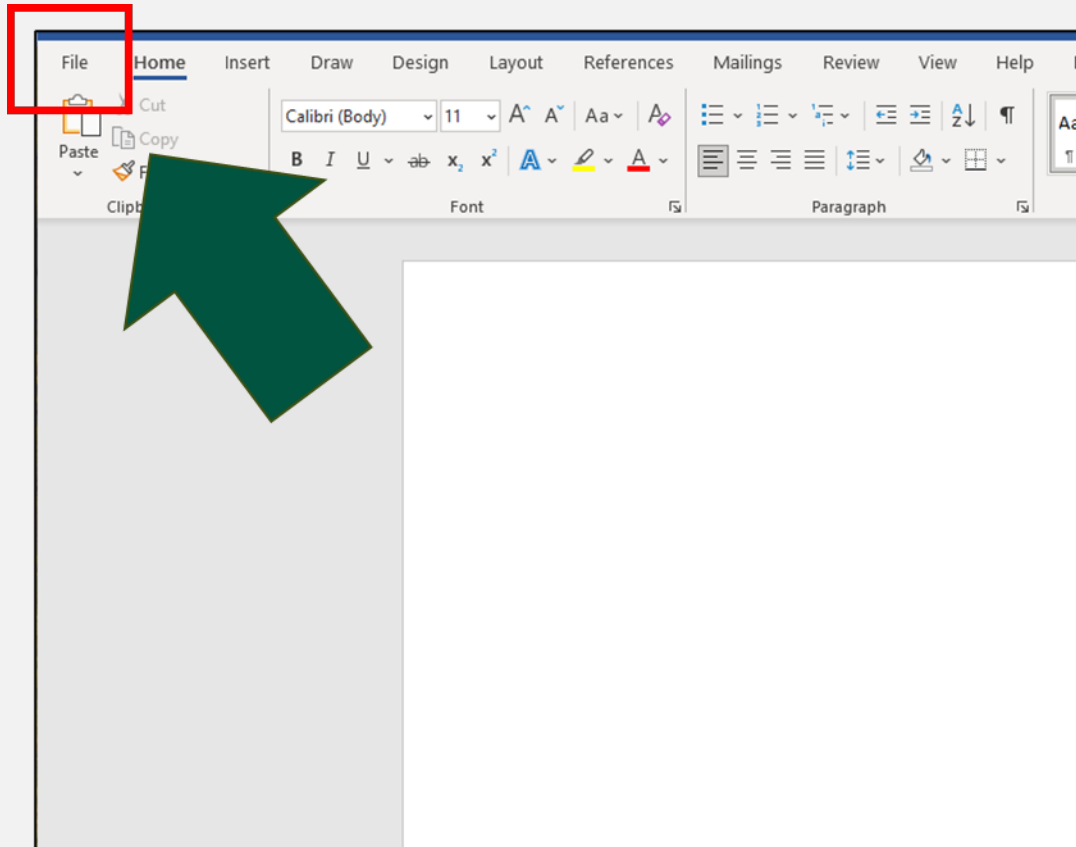 File Home Insert Draw Design Layout References Mailings Review View Help
Cut
Calibri (Body) 11 Aa
Copy
Paste
B I U ab x₂ x² A A
Font Paragraph